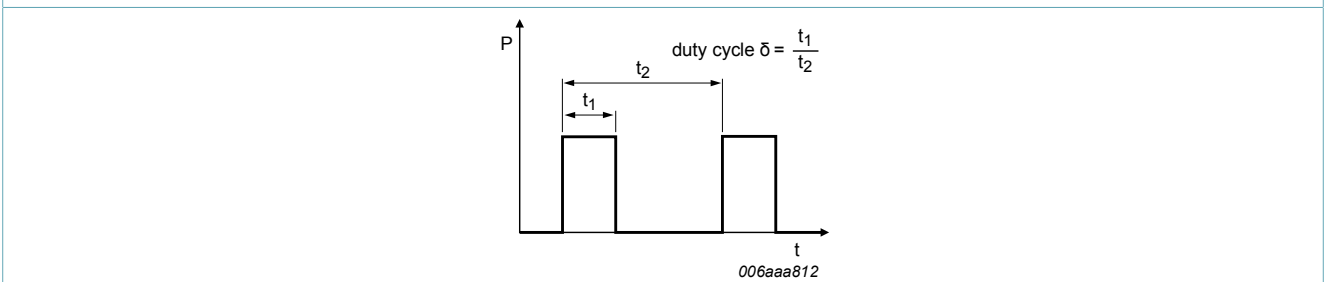 P
duty cycle δ = t₁
t₂
t₂
t₁
t
006aaa812